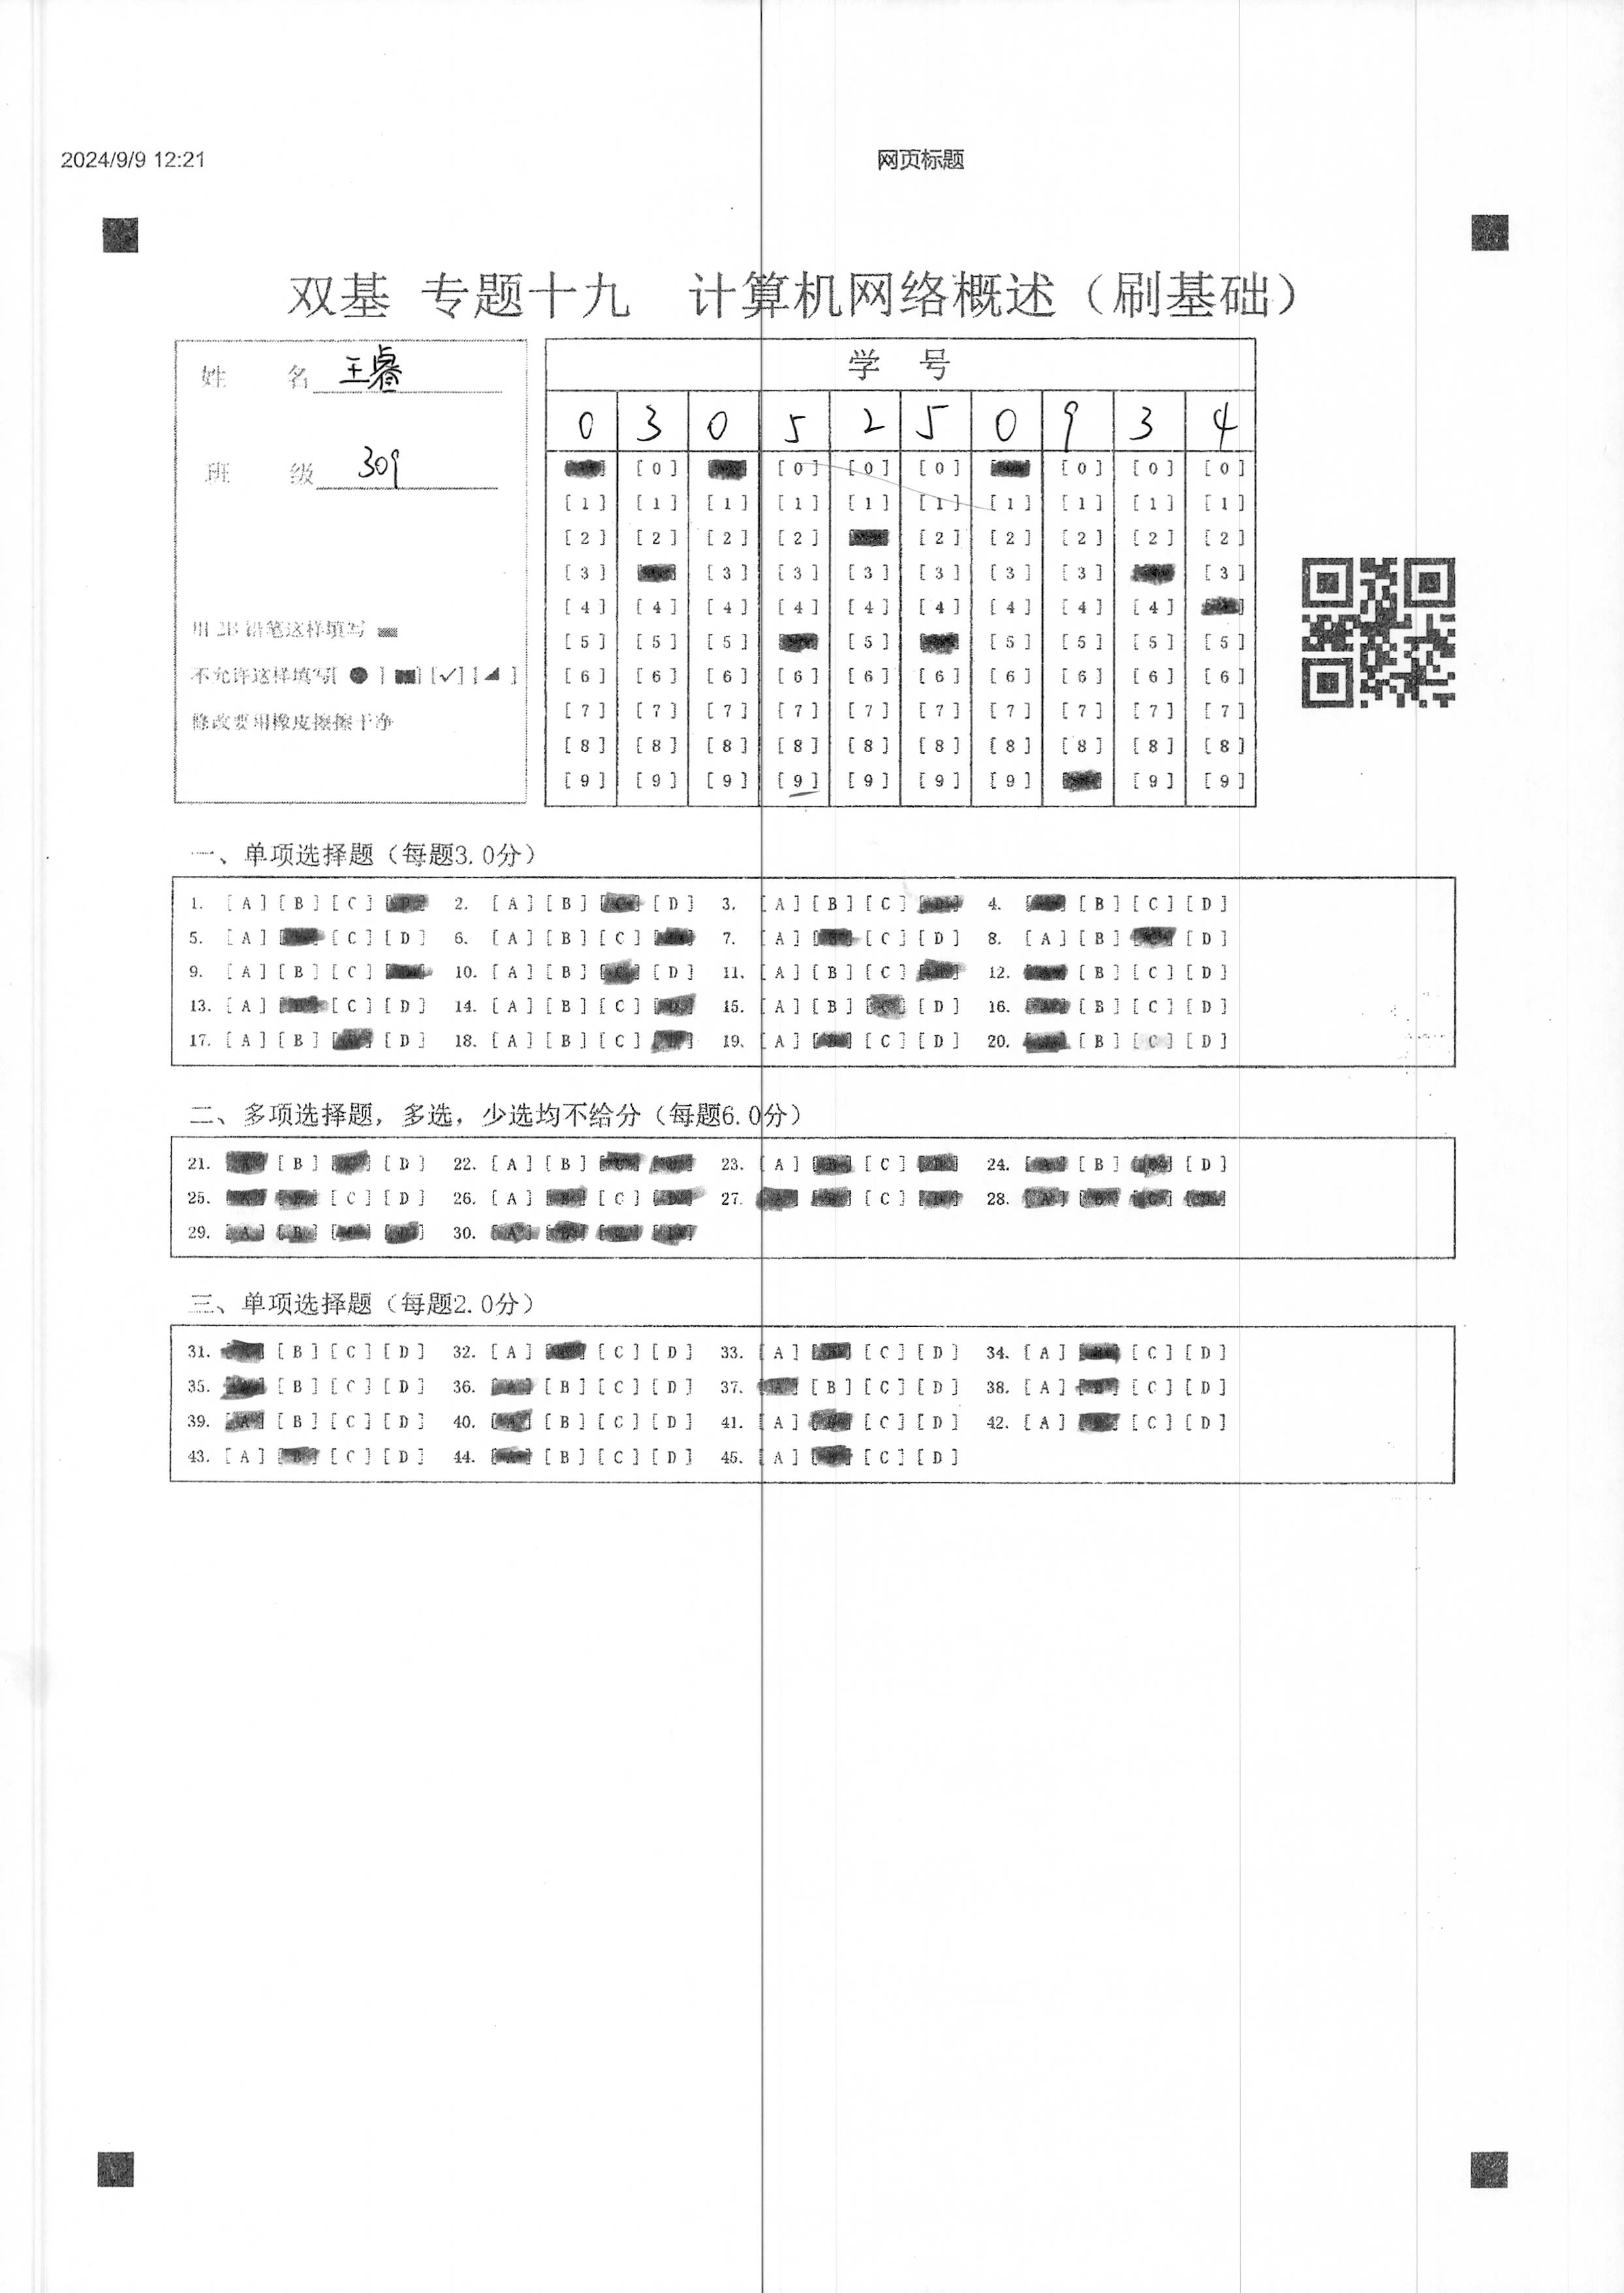 2024/9/9 12:21
网页标题
双基 专题十九 计算机网络概述（刷基础）
姓 名 王睿
班 级 309
用 2B 铅笔这样填写
不允许这样填写[ ● ] [■] [✓] [◢ ]
修改要用橡皮擦擦干净
学 号
0 3 0 5 2 5 0 9 3 4
[0] [0] [0] [0] [0] [0] [0]
[1] [1] [1] [1] [1] [1] [1] [1] [1] [1]
[2] [2] [2] [2] [2] [2] [2] [2] [2]
[3] [3] [3] [3] [3] [3] [3] [3]
[4] [4] [4] [4] [4] [4] [4] [4] [4]
[5] [5] [5] [5] [5] [5] [5] [5]
[6] [6] [6] [6] [6] [6] [6] [6] [6] [6]
[7] [7] [7] [7] [7] [7] [7] [7] [7] [7]
[8] [8] [8] [8] [8] [8] [8] [8] [8] [8]
[9] [9] [9] [9] [9] [9] [9] [9] [9]
一、单项选择题（每题3.0分）
1. [A] [B] [C] 2. [A] [B] [D] 3. [A] [B] [C] 4. [B] [C] [D]
5. [A] [C] [D] 6. [A] [B] [C] 7. [A] [C] [D] 8. [A] [B] [D]
9. [A] [B] [C] 10. [A] [B] [D] 11. [A] [B] [C] 12. [B] [C] [D]
13. [A] [C] [D] 14. [A] [B] [C] 15. [A] [B] [D] 16. [B] [C] [D]
17. [A] [B] [D] 18. [A] [B] [C] 19. [A] [C] [D] 20. [B] [C] [D]
二、多项选择题，多选，少选均不给分（每题6.0分）
21. [B] [D] 22. [A] [B] 23. [A] [C] 24. [B] [D]
25. [C] [D] 26. [A] [C] 27. [C] 28.
29. 30.
三、单项选择题（每题2.0分）
31. [B] [C] [D] 32. [A] [C] [D] 33. [A] [C] [D] 34. [A] [C] [D]
35. [B] [C] [D] 36. [B] [C] [D] 37. [B] [C] [D] 38. [A] [C] [D]
39. [B] [C] [D] 40. [B] [C] [D] 41. [A] [C] [D] 42. [A] [C] [D]
43. [A] [C] [D] 44. [B] [C] [D] 45. [A] [C] [D]